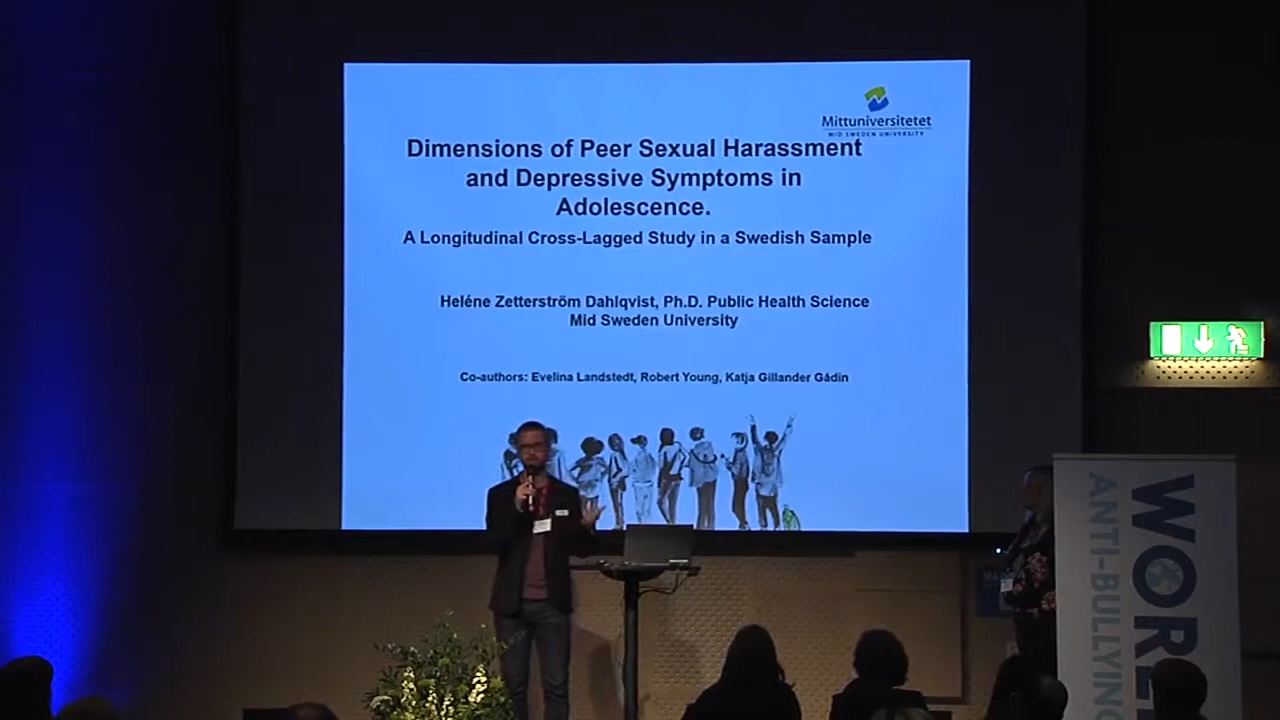 Mittuniversitetet
MID SWEDEN UNIVERSITY
Dimensions of Peer Sexual Harassment
and Depressive Symptoms in
Adolescence.
A Longitudinal Cross-Lagged Study in a Swedish Sample
Heléne Zetterström Dahlqvist, Ph.D. Public Health Science
Mid Sweden University
Co-authors: Evelina Landstedt, Robert Young, Katja Gillander Gådin
ANTI-BULLYING